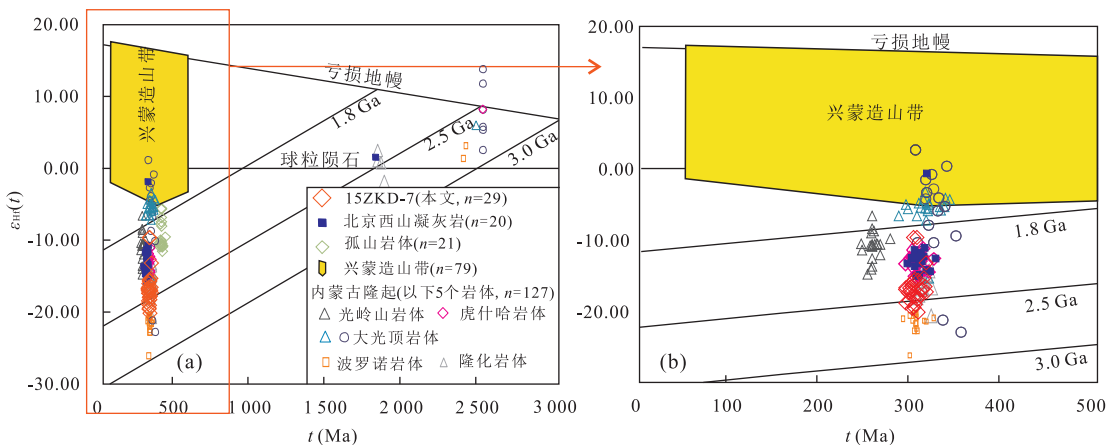 20.00
10.00
0.00
-10.00
-20.00
-30.00
εHf(t)
兴蒙造山带
亏损地幔
1.8 Ga
2.5 Ga
3.0 Ga
球粒陨石
15ZKD-7(本文, n=29)
北京西山凝灰岩(n=20)
孤山岩体(n=21)
兴蒙造山带(n=79)
内蒙古隆起(以下5个岩体, n=127)
光岭山岩体 虎什哈岩体
大光顶岩体
波罗诺岩体 隆化岩体
(a)
0 500 1 000 1 500 2 000 2 500 3 000
t (Ma)
20.00
10.00
0.00
-10.00
-20.00
亏损地幔
兴蒙造山带
1.8 Ga
2.5 Ga
3.0 Ga
(b)
0 100 200 300 400 500
t (Ma)